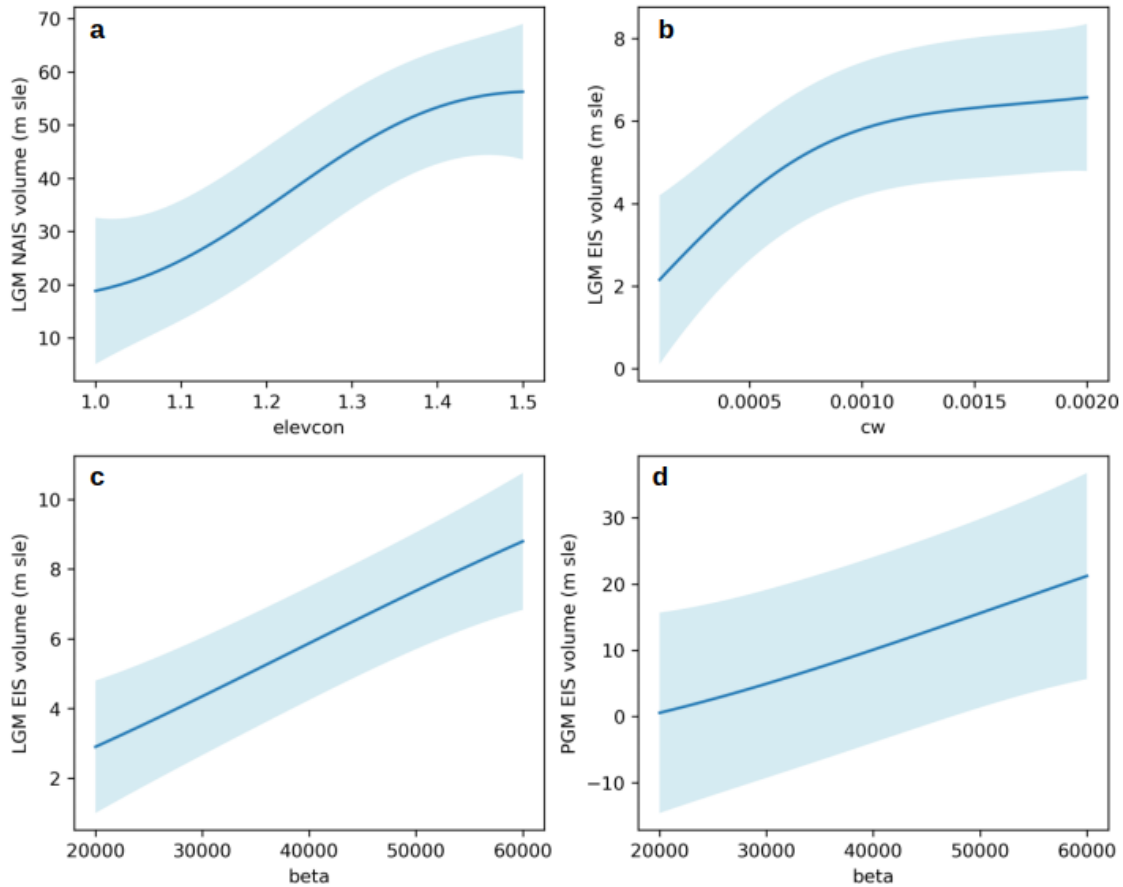 a
LGM NAIS volume (m sle)
70
60
50
40
30
20
10
1.0 1.1 1.2 1.3 1.4 1.5
elevcon
b
LGM EIS volume (m sle)
8
6
4
2
0
0.0005 0.0010 0.0015 0.0020
cw
c
LGM EIS volume (m sle)
10
8
6
4
2
20000 30000 40000 50000 60000
beta
d
PGM EIS volume (m sle)
30
20
10
0
−10
20000 30000 40000 50000 60000
beta